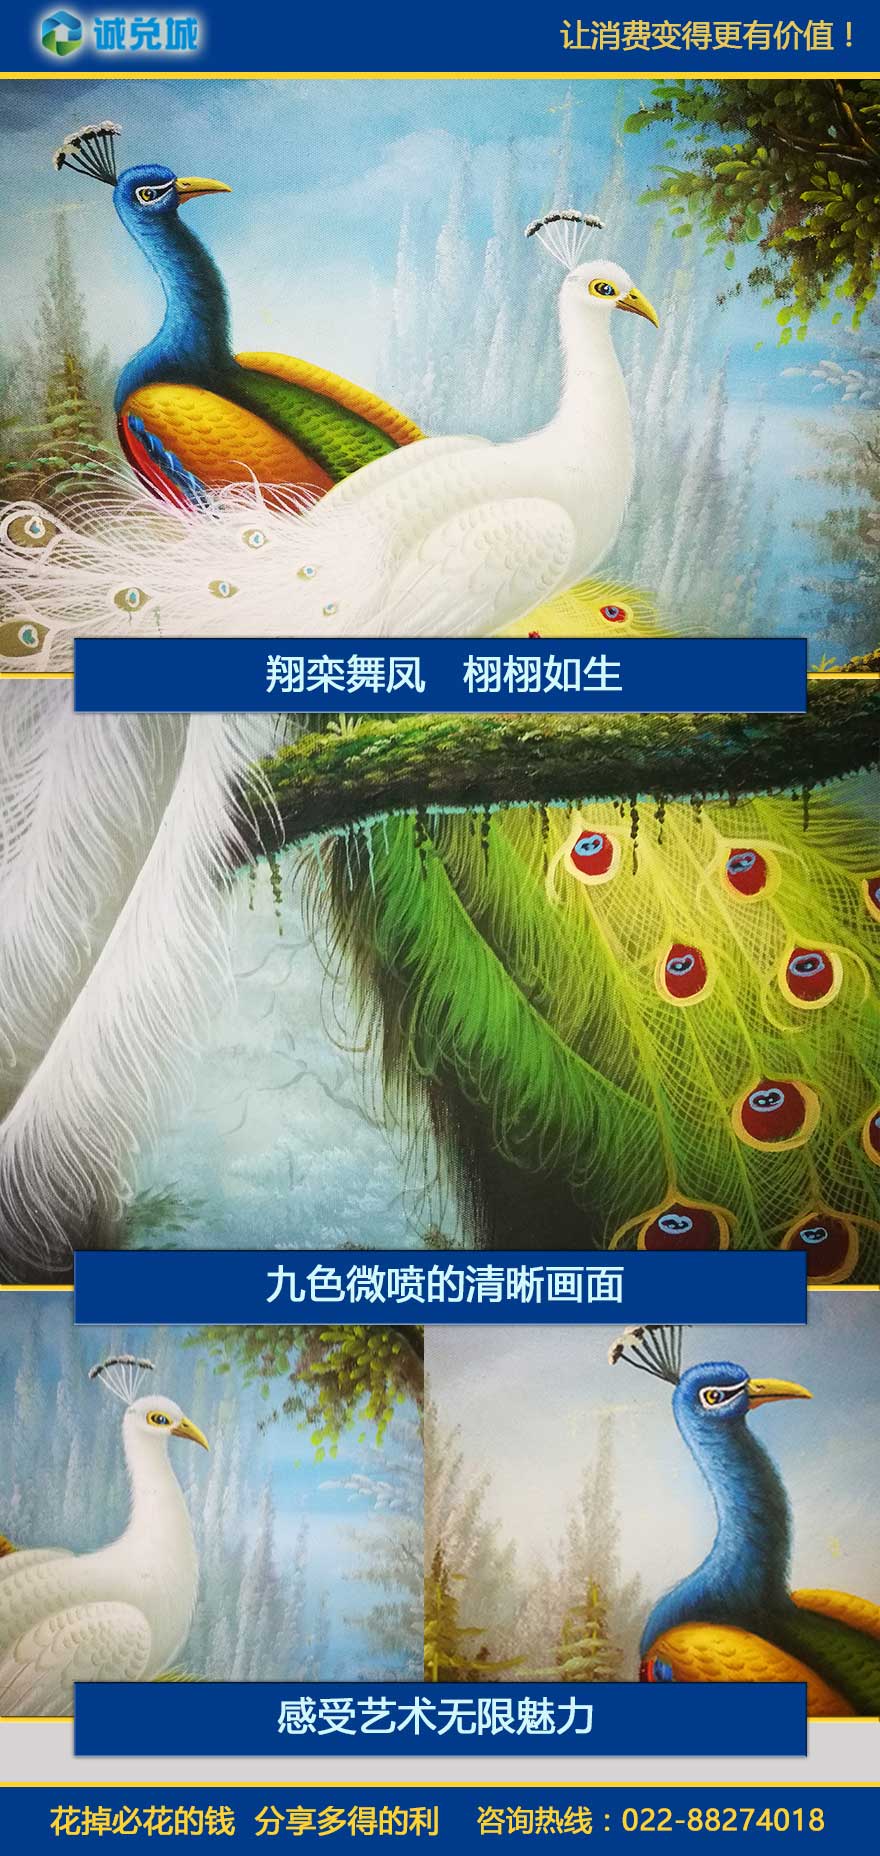 诚兑城
让消费变得更有价值！
翔栾舞凤 栩栩如生
九色微喷的清晰画面
感受艺术无限魅力
花掉必花的钱 分享多得的利 咨询热线：022-88274018